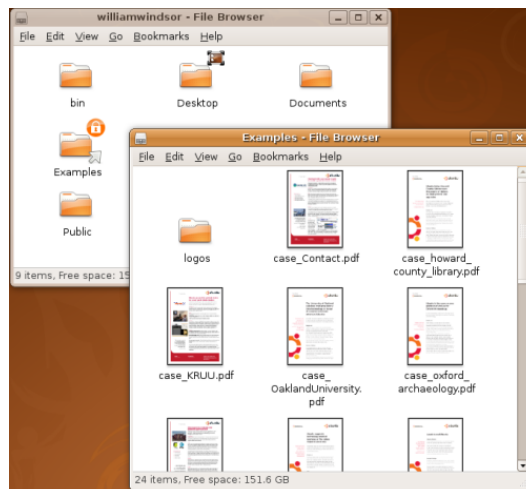 williamwindsor - File Browser
File Edit View Go Bookmarks Help
bin
Desktop
Documents
Examples
Public
9 items, Free space: 15
Examples - File Browser
File Edit View Go Bookmarks Help
logos
case_Contact.pdf
case_howard_
county_library.pdf
case_KRUU.pdf
case_
OaklandUniversity.
pdf
case_oxford_
archaeology.pdf
24 items, Free space: 151.6 GB